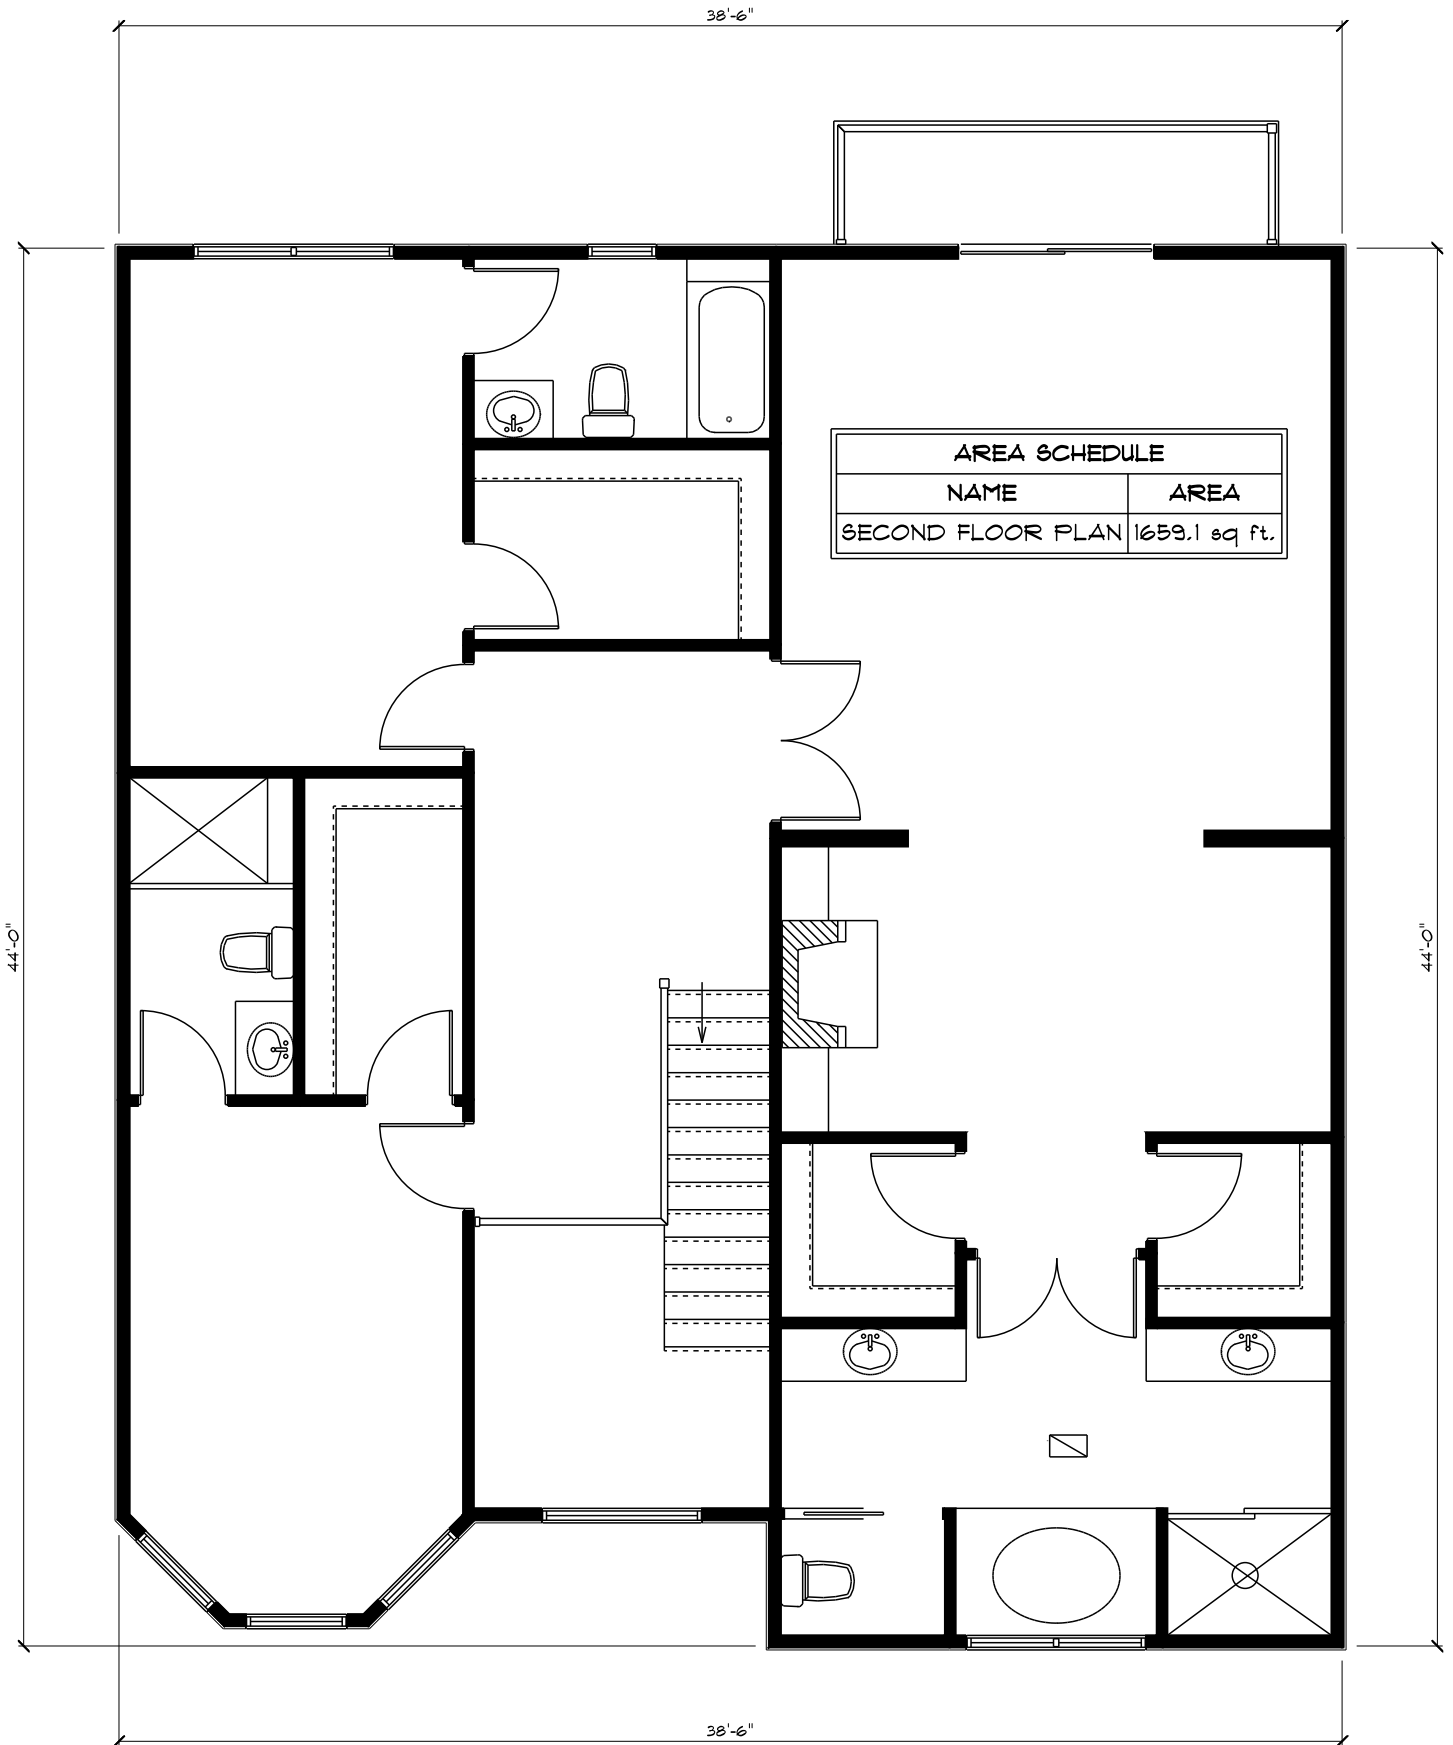 38'-6"
AREA SCHEDULE
NAME AREA
SECOND FLOOR PLAN 1659.1 sq ft.
44'-0"
44'-0"
38'-6"